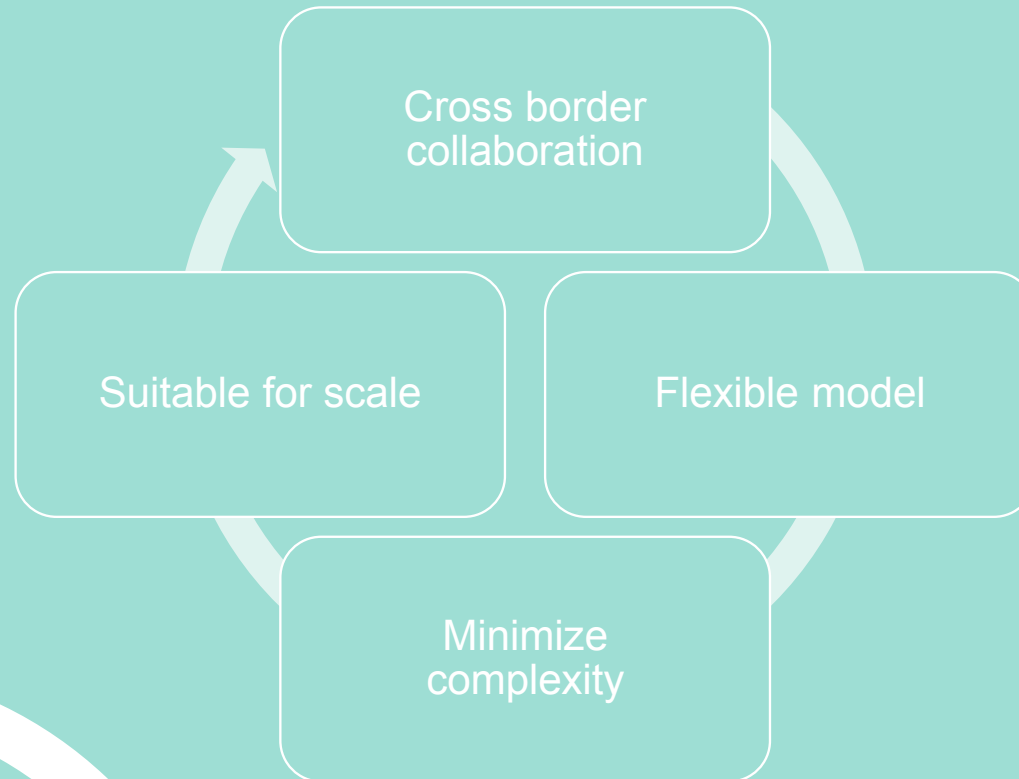 Cross border
collaboration
Suitable for scale
Flexible model
Minimize
complexity